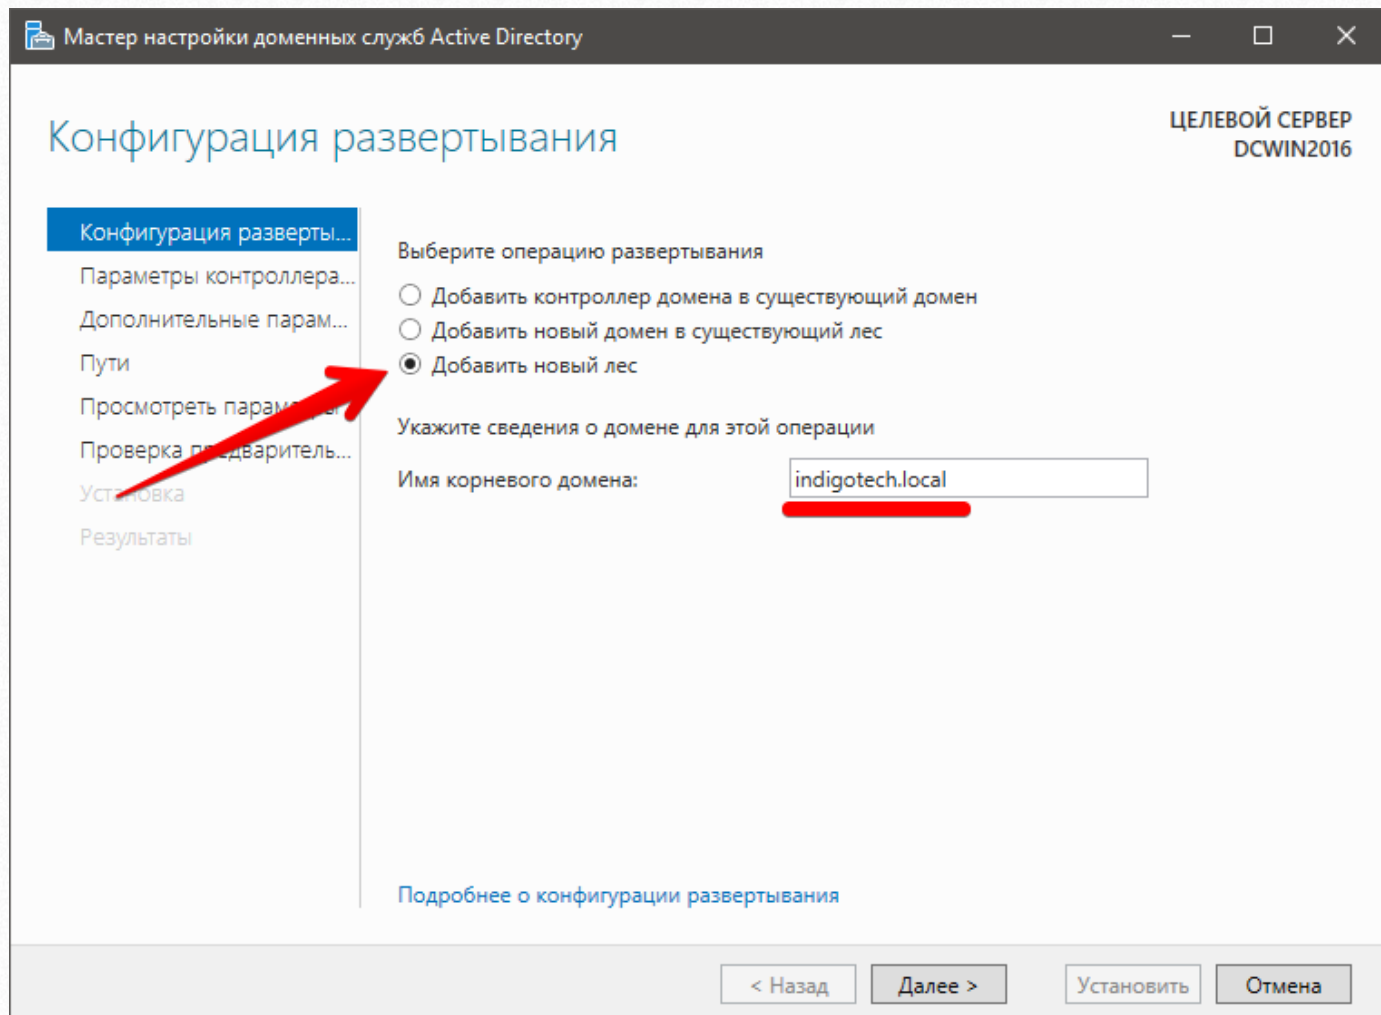 Мастер настройки доменных служб Active Directory
Конфигурация развертывания
ЦЕЛЕВОЙ СЕРВЕР
DCWIN2016
Конфигурация разверты...
Параметры контроллера...
Дополнительные парам...
Пути
Просмотреть параметры
Проверка предваритель...
Установка
Результаты
Выберите операцию развертывания
Добавить контроллер домена в существующий домен
Добавить новый домен в существующий лес
Добавить новый лес
Укажите сведения о домене для этой операции
Имя корневого домена: indigotech.local
Подробнее о конфигурации развертывания
< Назад Далее > Установить Отмена